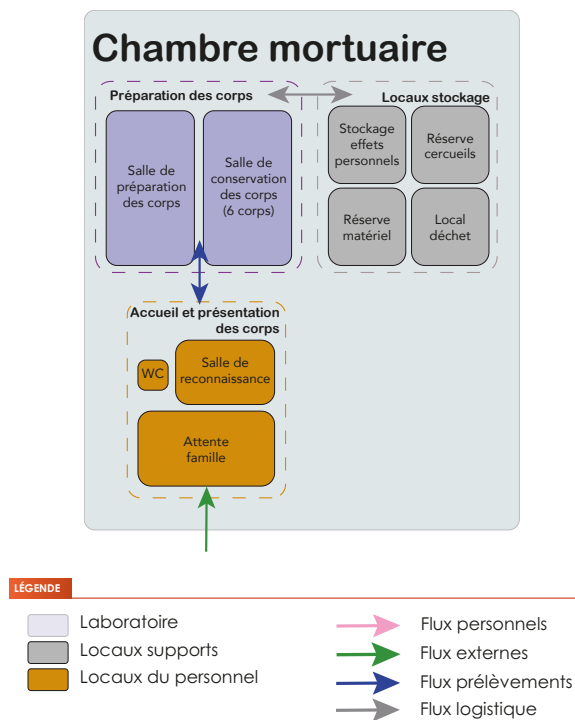 Chambre mortuaire
Préparation des corps
Locaux stockage
Salle de
préparation
des corps
Salle de
conservation
des corps
(6 corps)
Stockage
effets
personnels
Réserve
cercueils
Réserve
matériel
Local
déchet
Accueil et présentation
des corps
WC
Salle de
reconnaissance
Attente
famille
LÉGENDE
Laboratoire
Locaux supports
Locaux du personnel
Flux personnels
Flux externes
Flux prélèvements
Flux logistique